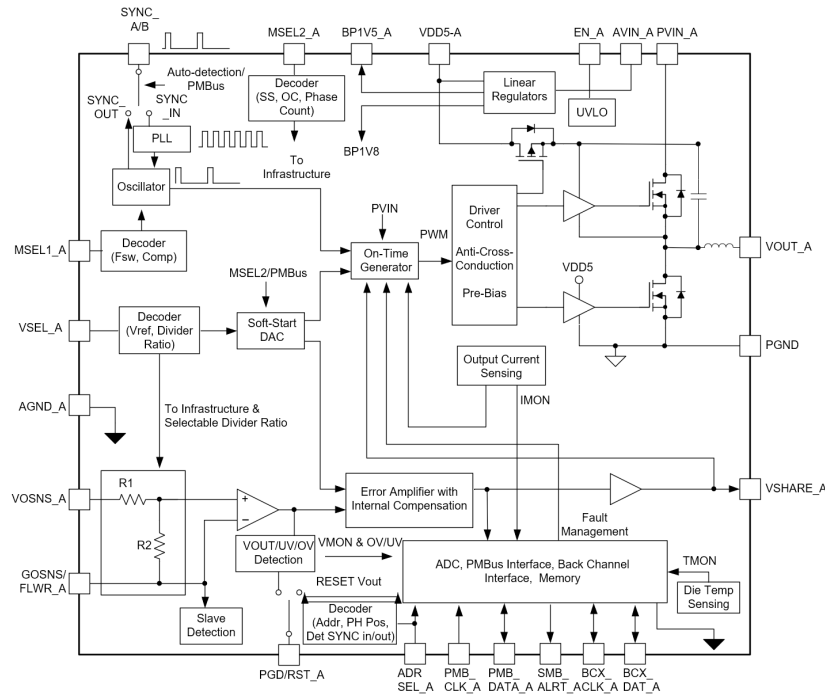 SYNC_
A/B
MSEL2_A
BP1V5_A
VDD5-A
EN_A
AVIN_A
PVIN_A
Auto-detection/
PMBus
SYNC_
OUT
SYNC
_IN
PLL
Oscillator
Decoder
(SS, OC, Phase
Count)
To
Infrastructure
BP1V8
Linear
Regulators
UVLO
MSEL1_A
Decoder
(Fsw, Comp)
PVIN
On-Time
Generator
PWM
Driver
Control
Anti-Cross-
Conduction
Pre-Bias
VDD5
VOUT_A
MSEL2/PMBus
VSEL_A
Decoder
(Vref, Divider
Ratio)
Soft-Start
DAC
PGND
Output Current
Sensing
IMON
AGND_A
To Infrastructure &
Selectable Divider Ratio
VOSNS_A
R1
R2
+
−
Error Amplifier with
Internal Compensation
VSHARE_A
Fault
Management
GOSNS/
FLWR_A
VOUT/UV/OV
Detection
VMON & OV/UV
RESET Vout
ADC, PMBus Interface, Back Channel
Interface, Memory
TMON
Die Temp
Sensing
Slave
Detection
Decoder
(Addr, PH Pos,
Det SYNC in/out)
PGD/RST_A
ADR
SEL_A
PMB_
CLK_A
PMB_
DATA_A
SMB_
ALRT_A
BCX_
ACLK_A
BCX_
DAT_A